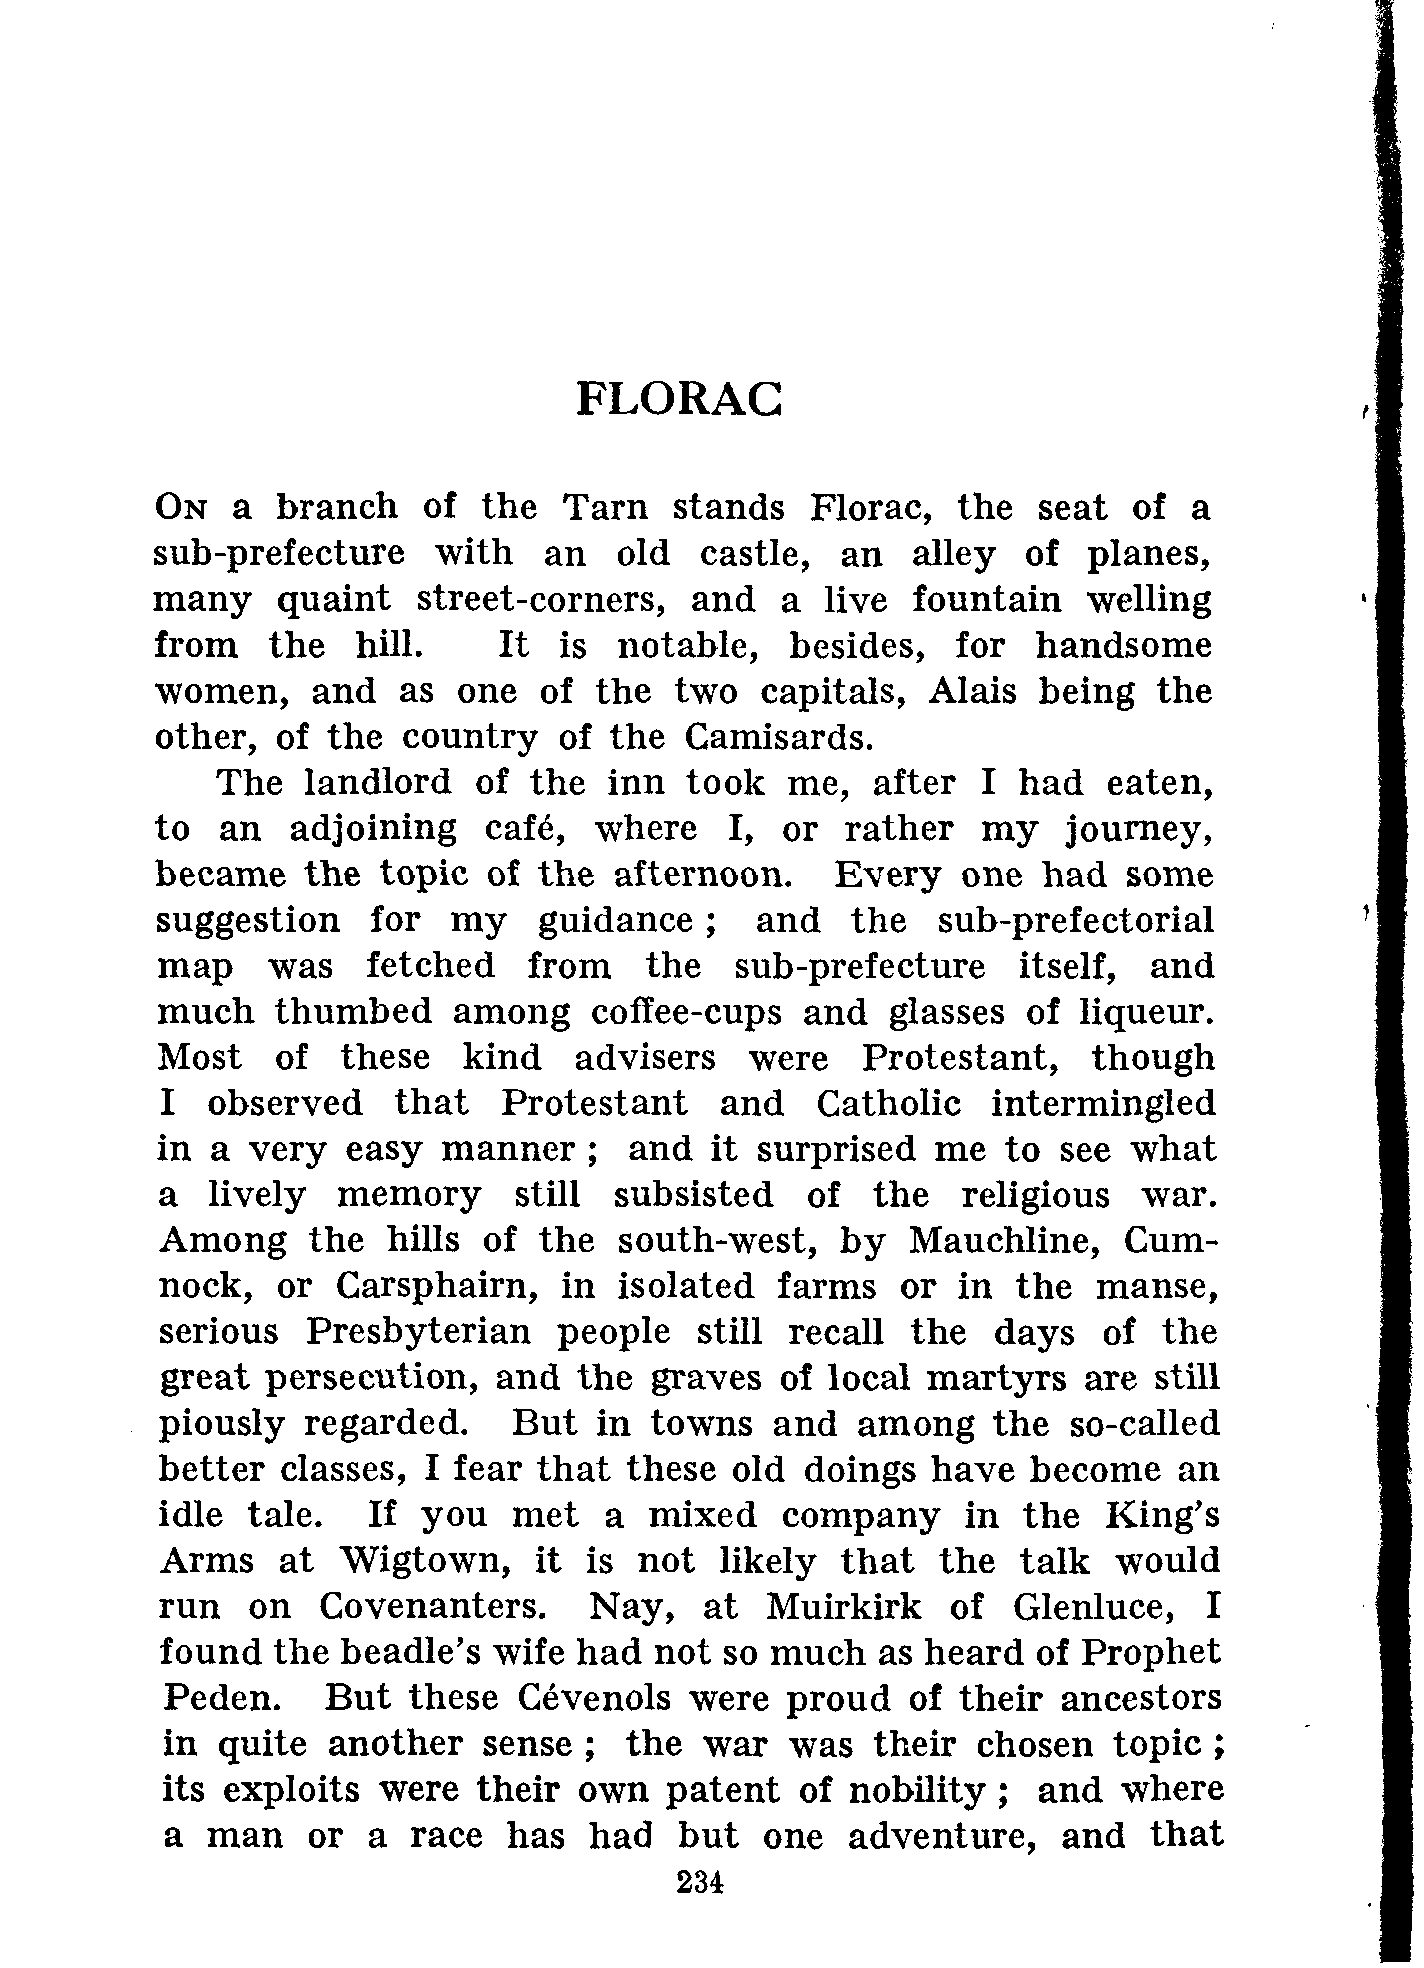 FLORAC
ON a branch of the Tarn stands Florac, the seat of a
sub-prefecture with an old castle, an alley of planes,
many quaint street-corners, and a live fountain welling
from the hill. It is notable, besides, for handsome
women, and as one of the two capitals, Alais being the
other, of the country of the Camisards.
The landlord of the inn took me, after I had eaten,
to an adjoining café, where I, or rather my journey,
became the topic of the afternoon. Every one had some
suggestion for my guidance ; and the sub-prefectorial
map was fetched from the sub-prefecture itself, and
much thumbed among coffee-cups and glasses of liqueur.
Most of these kind advisers were Protestant, though
I observed that Protestant and Catholic intermingled
in a very easy manner ; and it surprised me to see what
a lively memory still subsisted of the religious war.
Among the hills of the south-west, by Mauchline, Cum-
nock, or Carsphairn, in isolated farms or in the manse,
serious Presbyterian people still recall the days of the
great persecution, and the graves of local martyrs are still
piously regarded. But in towns and among the so-called
better classes, I fear that these old doings have become an
idle tale. If you met a mixed company in the King's
Arms at Wigtown, it is not likely that the talk would
run on Covenanters. Nay, at Muirkirk of Glenluce, I
found the beadle's wife had not so much as heard of Prophet
Peden. But these Cévenols were proud of their ancestors
in quite another sense ; the war was their chosen topic ;
its exploits were their own patent of nobility ; and where
a man or a race has had but one adventure, and that
234